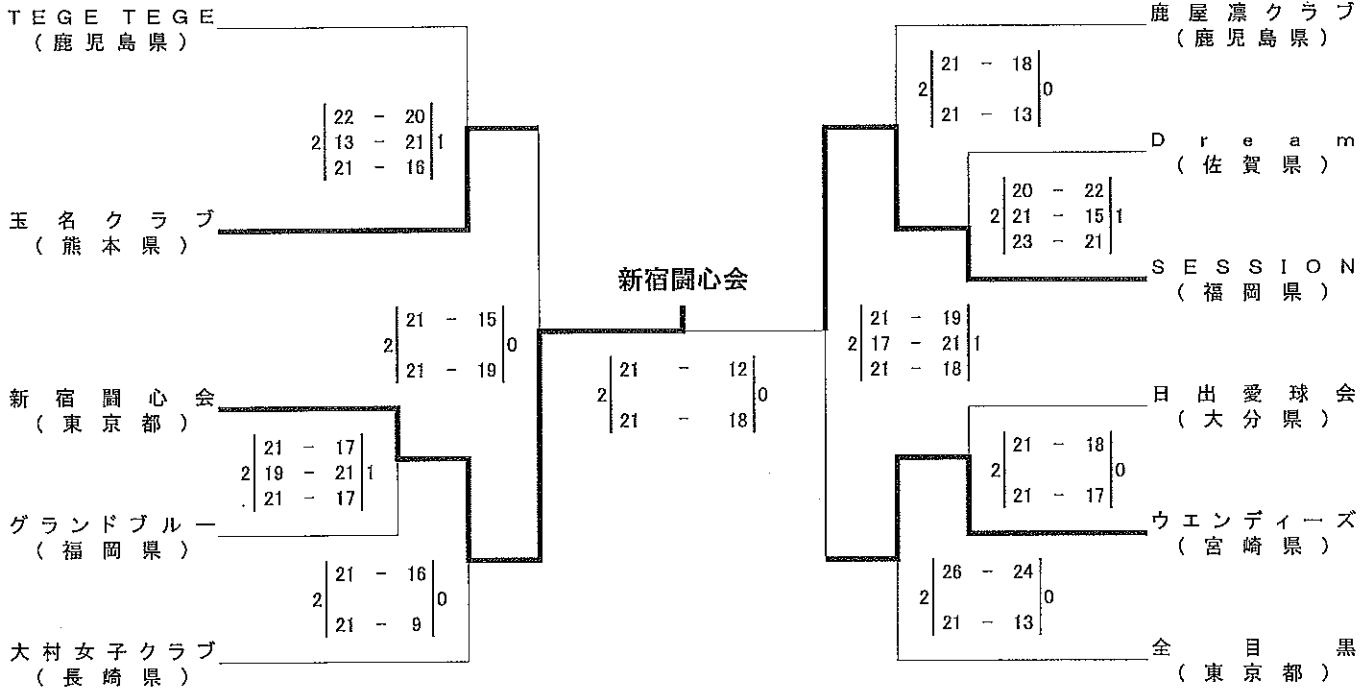 TEGE TEGE
(鹿児島県)
22 - 20
2 13 - 21 1
21 - 16
玉名クラブ
(熊本県)
21 - 15
2 0
21 - 19
新宿闘心会
(東京都)
21 - 17
2 19 - 21 1
21 - 17
グランドブルー
(福岡県)
21 - 16
2 0
21 - 9
大村女子クラブ
(長崎県)
新宿闘心会
21 - 12
2 0
21 - 18
鹿屋凛クラブ
(鹿児島県)
21 - 18
2 0
21 - 13
Dream
(佐賀県)
20 - 22
2 21 - 15 1
23 - 21
SESSION
(福岡県)
21 - 19
2 17 - 21 1
21 - 18
日出愛球会
(大分県)
21 - 18
2 0
21 - 17
ウエンディーズ
(宮崎県)
26 - 24
2 0
21 - 13
全目黒
(東京都)